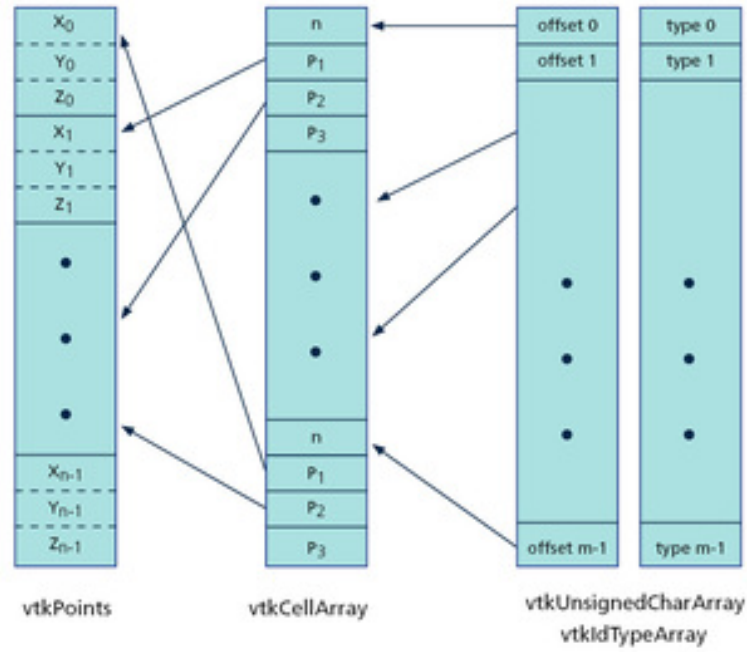 X0
Y0
Z0
X1
Y1
Z1
Xn-1
Yn-1
Zn-1
vtkPoints
n
P1
P2
P3
n
P1
P2
P3
vtkCellArray
offset 0
offset 1
offset m-1
type 0
type 1
type m-1
vtkUnsignedCharArray
vtkIdTypeArray